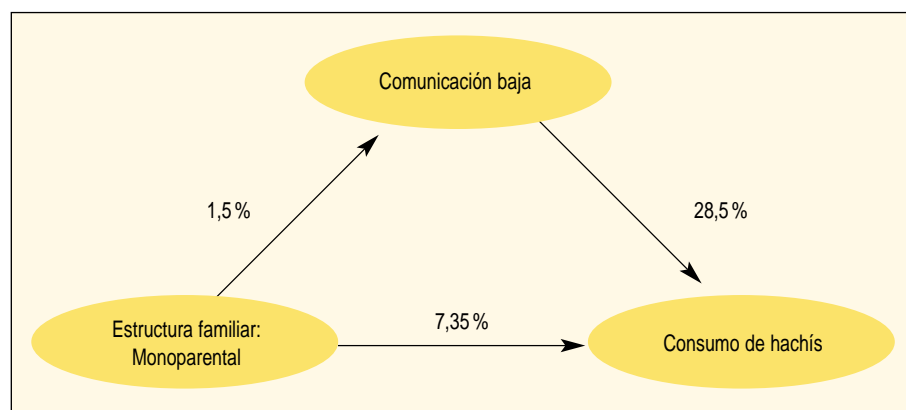 Comunicación baja
1,5 %
28,5 %
7,35 %
Estructura familiar:
Monoparental
Consumo de hachís